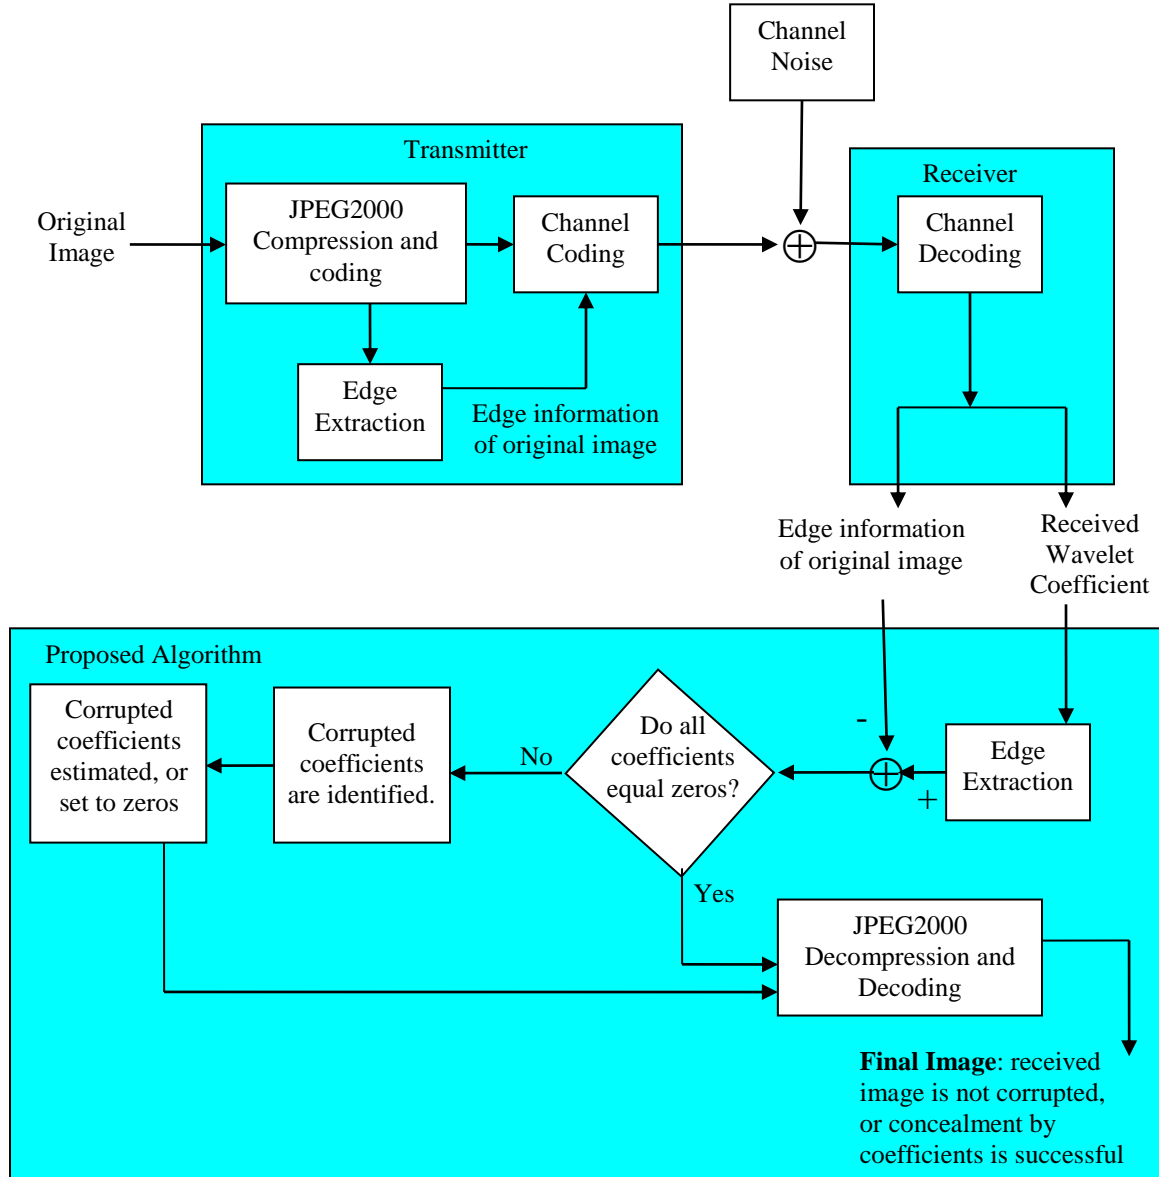 Channel
Noise
Transmitter
Receiver
Original
Image
JPEG2000
Compression and
coding
Channel
Coding
Channel
Decoding
Edge
Extraction
Edge information
of original image
Edge information
of original image
Received
Wavelet
Coefficient
Proposed Algorithm
Corrupted
coefficients
estimated, or
set to zeros
Corrupted
coefficients
are identified.
No
Do all
coefficients
equal zeros?
-
+
Edge
Extraction
Yes
JPEG2000
Decompression and
Decoding
Final Image: received
image is not corrupted,
or concealment by
coefficients is successful